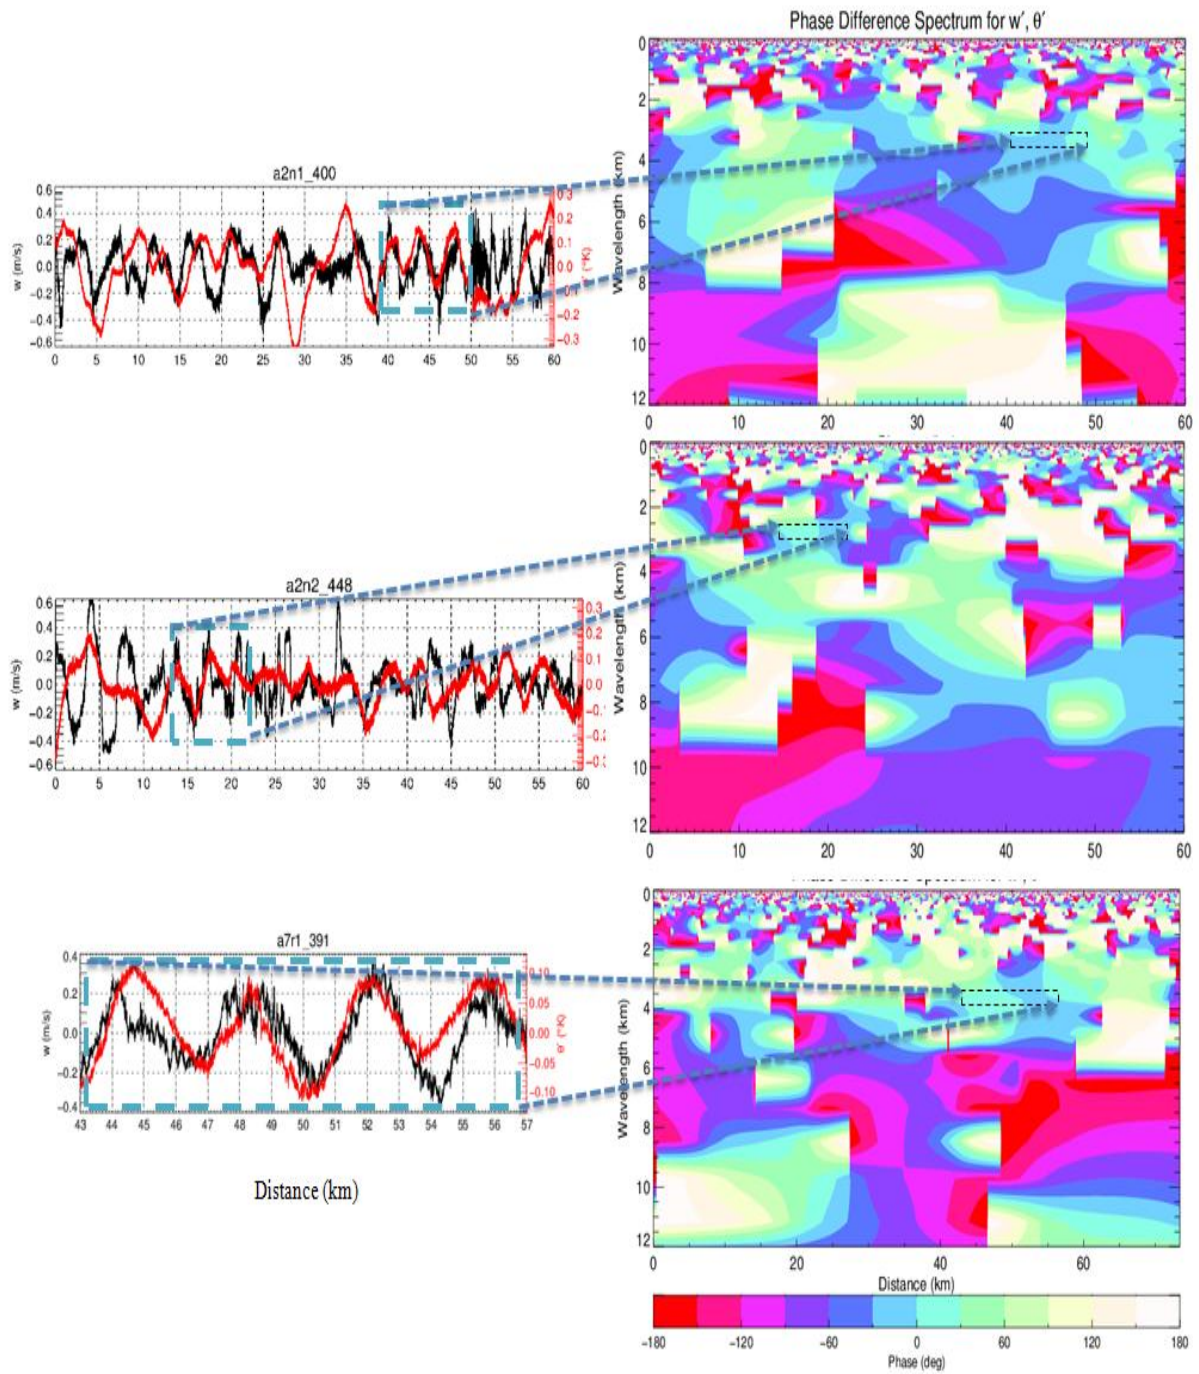 Phase Difference Spectrum for w′, θ′
0
2
4
6
8
10
12
Wavelength (km)
0 10 20 30 40 50 60
a2n1_400
0.6
0.4
0.2
0.0
−0.2
−0.4
−0.6
w (m/s)
0.3
0.2
0.1
0.0
−0.2
−0.3
(°K)
0 5 10 15 20 25 30 35 40 45 50 55 60
0
2
4
6
8
10
12
Wavelength (km)
0 10 20 30 40 50 60
a2n2_448
0.6
0.4
0.2
0.0
−0.2
−0.4
−0.6
w (m/s)
0.3
0.2
0.1
0.0
0 5 10 15 20 25 30 35 40 45 50 55 60
0
2
4
6
8
10
12
Wavelength (km)
0 20 40 60
Distance (km)
a7r1_391
0.4
0.2
0.0
−0.2
−0.4
w (m/s)
0.10
0.05
0.00
−0.05
−0.10
θ′ (°K)
43 44 45 46 47 48 49 50 51 52 53 54 55 56 57
Distance (km)
−180 −120 −60 0 60 120 180
Phase (deg)